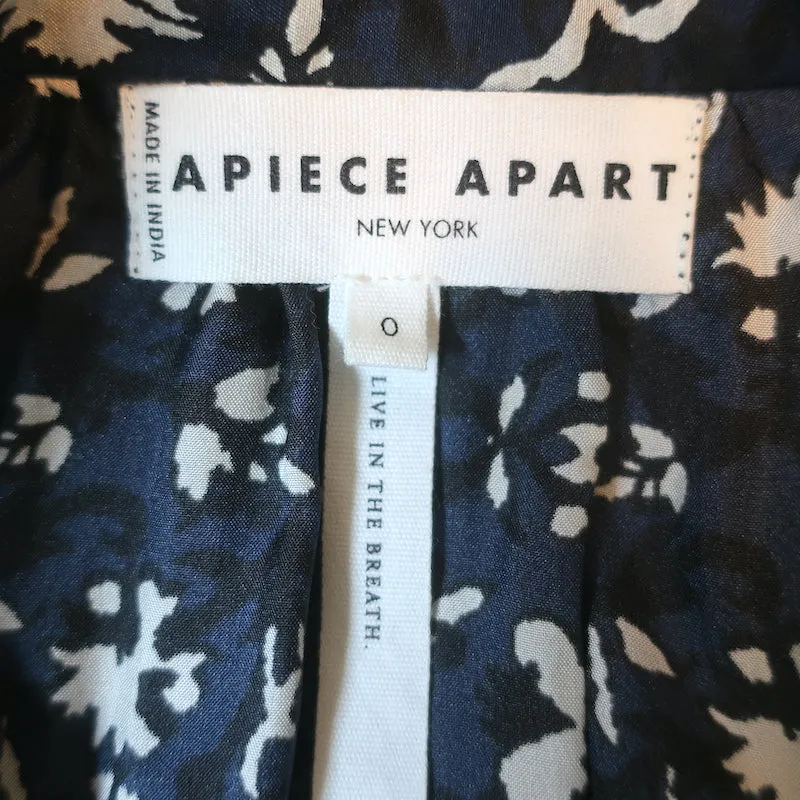 MADE IN INDIA
APIECE APART
NEW YORK
0
LIVE IN THE BREATH.